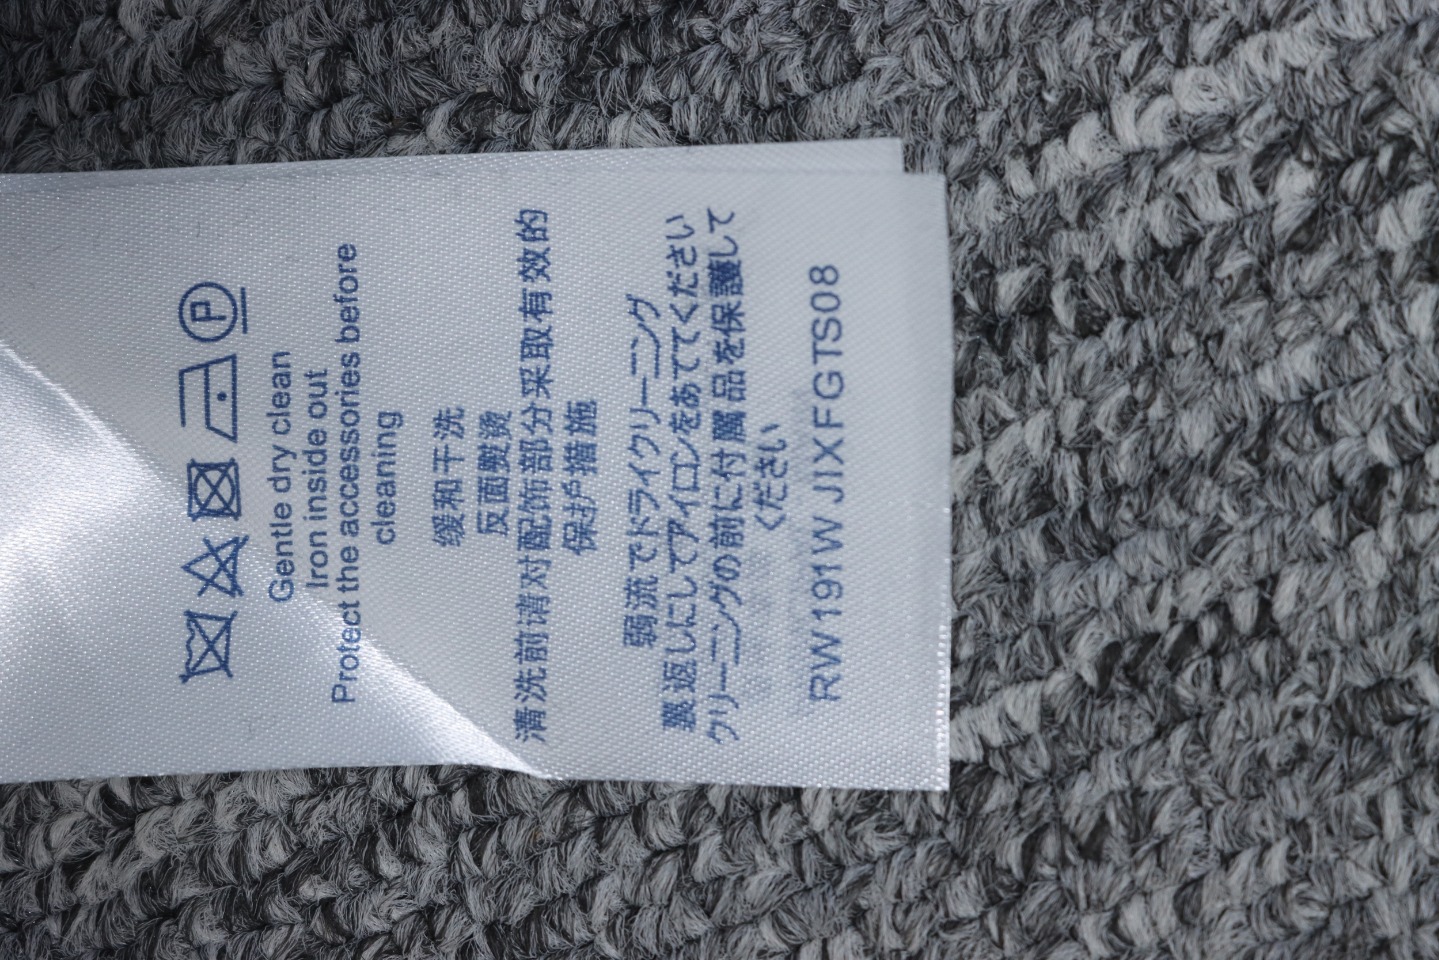 P
Gentle dry clean
Iron inside out
Protect the accessories before
cleaning
缓和干洗
反面熨烫
清洗前请对配饰部分采取有效的
保护措施
弱流でドライクリーニング
裏返しにしてアイロンをあててください
クリーニングの前に付属品を保護して
ください
RW191W JIXFGTS08